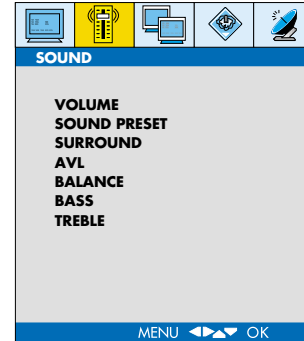 SOUND
VOLUME
SOUND PRESET
SURROUND
AVL
BALANCE
BASS
TREBLE
MENU ◀▶▲▼ OK